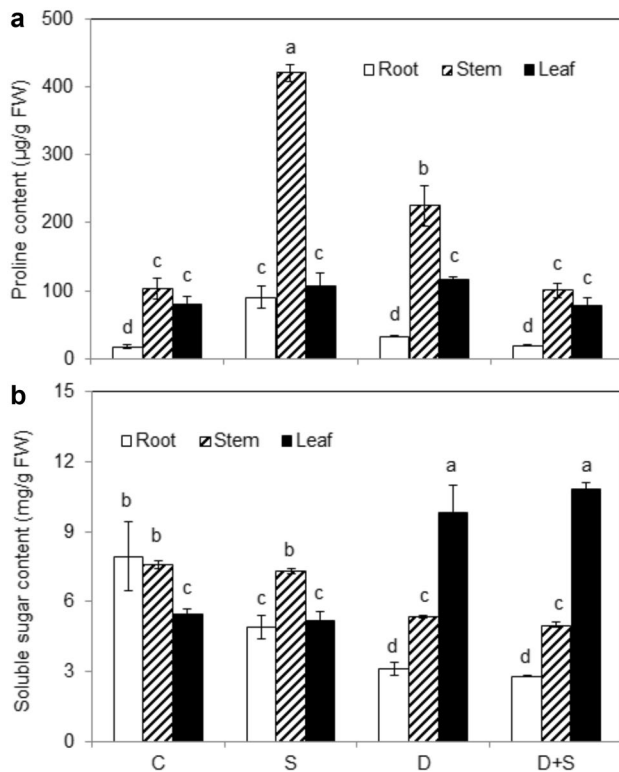 a
500
400
300
200
100
0
Proline content (µg/g FW)
Root Stem Leaf
d c c c a c d b c d c c
b
15
12
9
6
3
0
Soluble sugar content (mg/g FW)
Root Stem Leaf
b b c c b c d c a d c a
C S D D+S